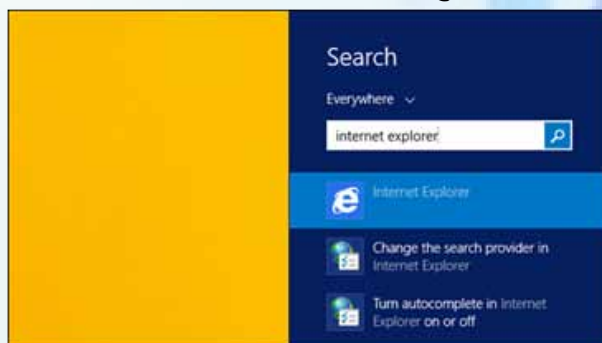 Search
Everywhere
internet explorer
Internet Explorer
Change the search provider in
Internet Explorer
Turn autocomplete in Internet
Explorer on or off